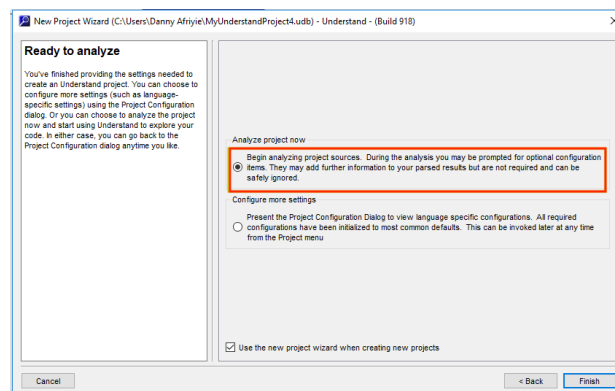 New Project Wizard (C:\Users\Danny Afriyie\MyUnderstandProject4.udb) - Understand - (Build 918)
Ready to analyze
You've finished providing the settings needed to
create an Understand project. You can choose to
configure more settings (such as language-
specific settings) using the Project Configuration
dialog. Or you can choose to analyze the project
now and start using Understand to explore your
code. In either case, you can go back to the
Project Configuration dialog anytime you like.
Analyze project now
Begin analyzing project sources. During the analysis you may be prompted for optional configuration
items. They may add further information to your parsed results but are not required and can be
safely ignored.
Configure more settings
Present the Project Configuration Dialog to view language specific configurations. All required
configurations have been initialized to most common defaults. This can be invoked later at any time
from the Project menu
Use the new project wizard when creating new projects
Cancel
< Back
Finish